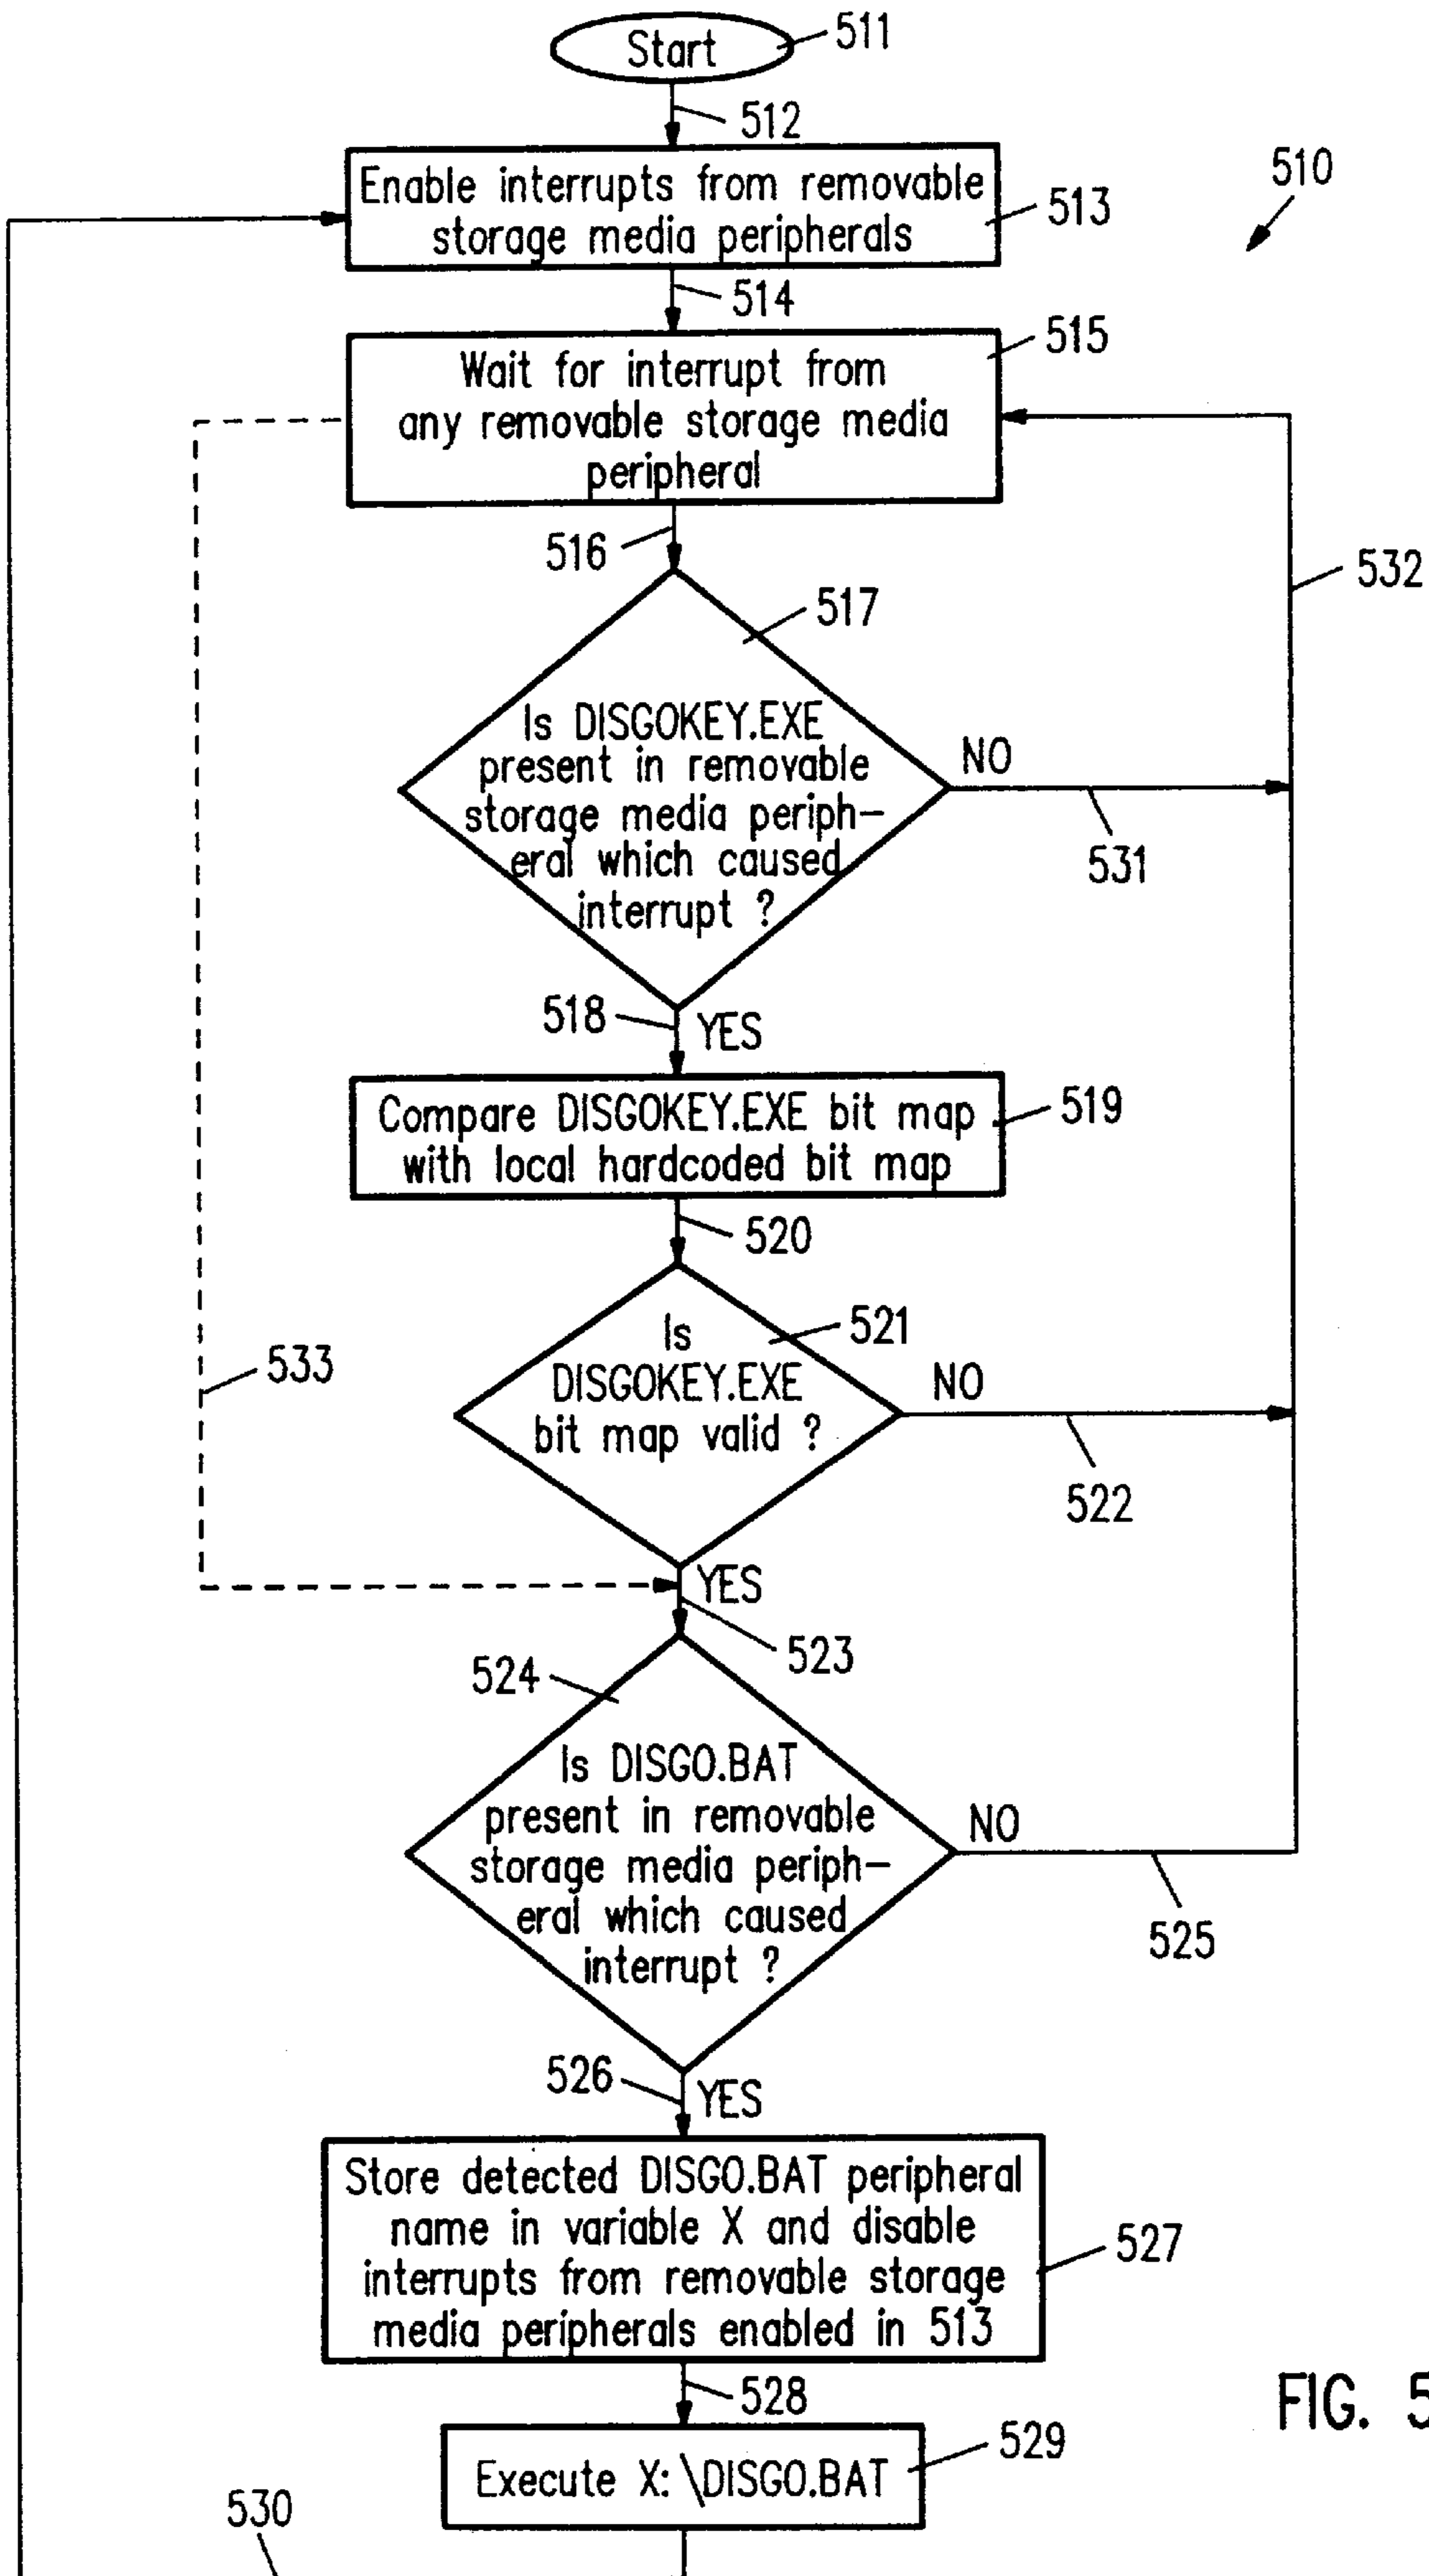 Start
511
512
510
Enable interrupts from removable
storage media peripherals
513
514
515
Wait for interrupt from
any removable storage media
peripheral
516
532
517
Is DISGOKEY.EXE
present in removable
storage media periph-
eral which caused
interrupt ?
NO
531
518
YES
Compare DISGOKEY.EXE bit map
with local hardcoded bit map
519
520
521
Is
DISGOKEY.EXE
bit map valid ?
NO
533
522
YES
523
524
Is DISGO.BAT
present in removable
storage media periph-
eral which caused
interrupt ?
NO
525
526
YES
Store detected DISGO.BAT peripheral
name in variable X and disable
interrupts from removable storage
media peripherals enabled in 513
527
528
FIG. 5
529
Execute X: \DISGO.BAT
530